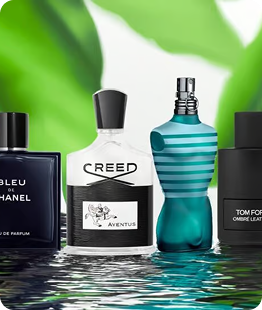 BLEU
DE
CHANEL
EAU DE PARFUM
CREED
AVENTUS
TOM FORD
OMBRÉ LEATHER